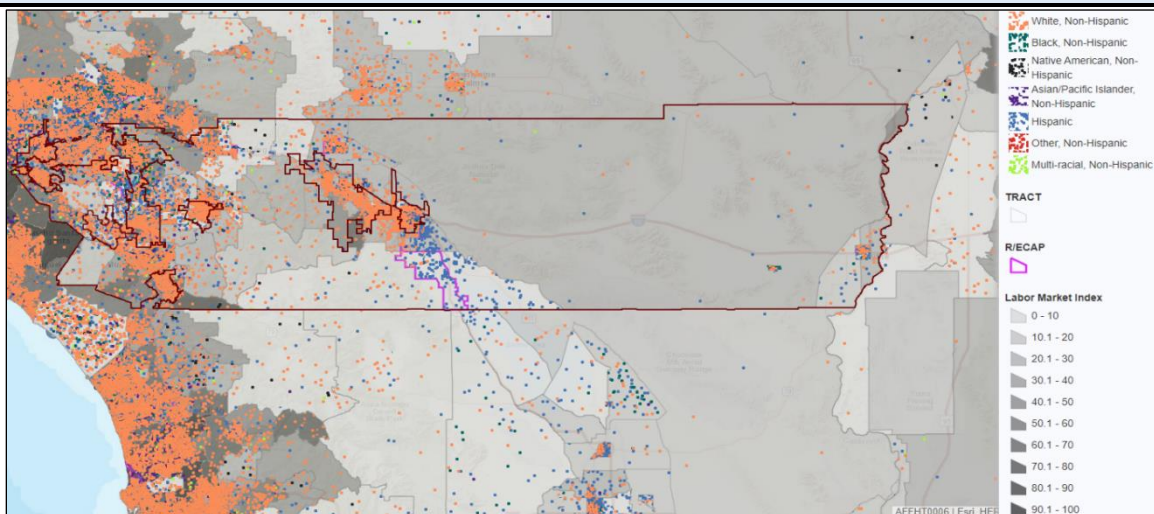 White, Non-Hispanic
Black, Non-Hispanic
Native American, Non-
Hispanic
Asian/Pacific Islander,
Non-Hispanic
Hispanic
Other, Non-Hispanic
Multi-racial, Non-Hispanic
TRACT
R/ECAP
Labor Market Index
0 - 10
10.1 - 20
20.1 - 30
30.1 - 40
40.1 - 50
50.1 - 60
60.1 - 70
70.1 - 80
80.1 - 90
90.1 - 100
AFFHT0006 | Esri, HERE